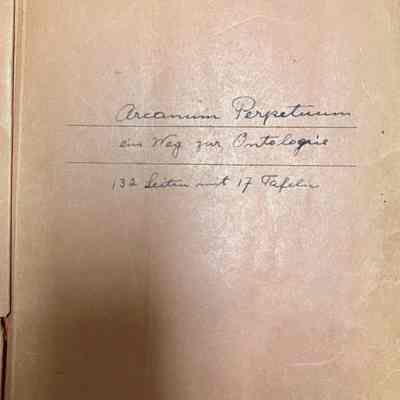 Arcanum Perpetuum
ein Weg zur Ontologie
132 Seiten mit 17 Tafeln